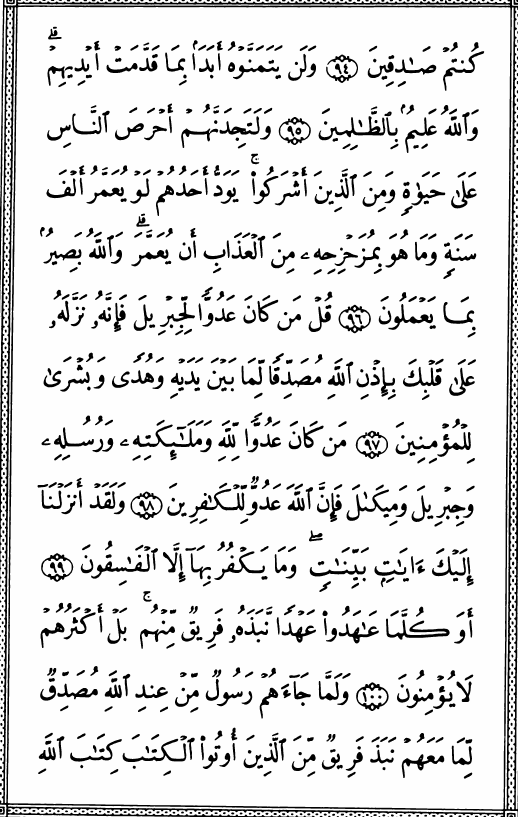 كُنتُمْ صَٰدِقِينَ ٩٤ وَلَن يَتَمَنَّوْهُ أَبَدًۢا بِمَا قَدَّمَتْ أَيْدِيهِمْ ۗ
وَٱللَّهُ عَلِيمٌۢ بِٱلظَّٰلِمِينَ ٩٥ وَلَتَجِدَنَّهُمْ أَحْرَصَ ٱلنَّاسِ
عَلَىٰ حَيَوٰةٍ وَمِنَ ٱلَّذِينَ أَشْرَكُوا۟ ۚ يَوَدُّ أَحَدُهُمْ لَوْ يُعَمَّرُ أَلْفَ
سَنَةٍ وَمَا هُوَ بِمُزَحْزِحِهِۦ مِنَ ٱلْعَذَابِ أَن يُعَمَّرَ ۗ وَٱللَّهُ بَصِيرٌۢ
بِمَا يَعْمَلُونَ ٩٦ قُلْ مَن كَانَ عَدُوًّا لِّجِبْرِيلَ فَإِنَّهُۥ نَزَّلَهُۥ
عَلَىٰ قَلْبِكَ بِإِذْنِ ٱللَّهِ مُصَدِّقًا لِّمَا بَيْنَ يَدَيْهِ وَهُدًى وَبُشْرَىٰ
لِلْمُؤْمِنِينَ ٩٧ مَن كَانَ عَدُوًّا لِّلَّهِ وَمَلَٰٓئِكَتِهِۦ وَرُسُلِهِۦ
وَجِبْرِيلَ وَمِيكَىٰلَ فَإِنَّ ٱللَّهَ عَدُوٌّ لِّلْكَٰفِرِينَ ٩٨ وَلَقَدْ أَنزَلْنَآ
إِلَيْكَ ءَايَٰتٍۭ بَيِّنَٰتٍ ۖ وَمَا يَكْفُرُ بِهَآ إِلَّا ٱلْفَٰسِقُونَ ٩٩
أَوَكُلَّمَا عَٰهَدُوا۟ عَهْدًا نَّبَذَهُۥ فَرِيقٌ مِّنْهُم ۚ بَلْ أَكْثَرُهُمْ
لَا يُؤْمِنُونَ ١٠٠ وَلَمَّا جَآءَهُمْ رَسُولٌ مِّنْ عِندِ ٱللَّهِ مُصَدِّقٌ
لِّمَا مَعَهُمْ نَبَذَ فَرِيقٌ مِّنَ ٱلَّذِينَ أُوتُوا۟ ٱلْكِتَٰبَ كِتَٰبَ ٱللَّهِ